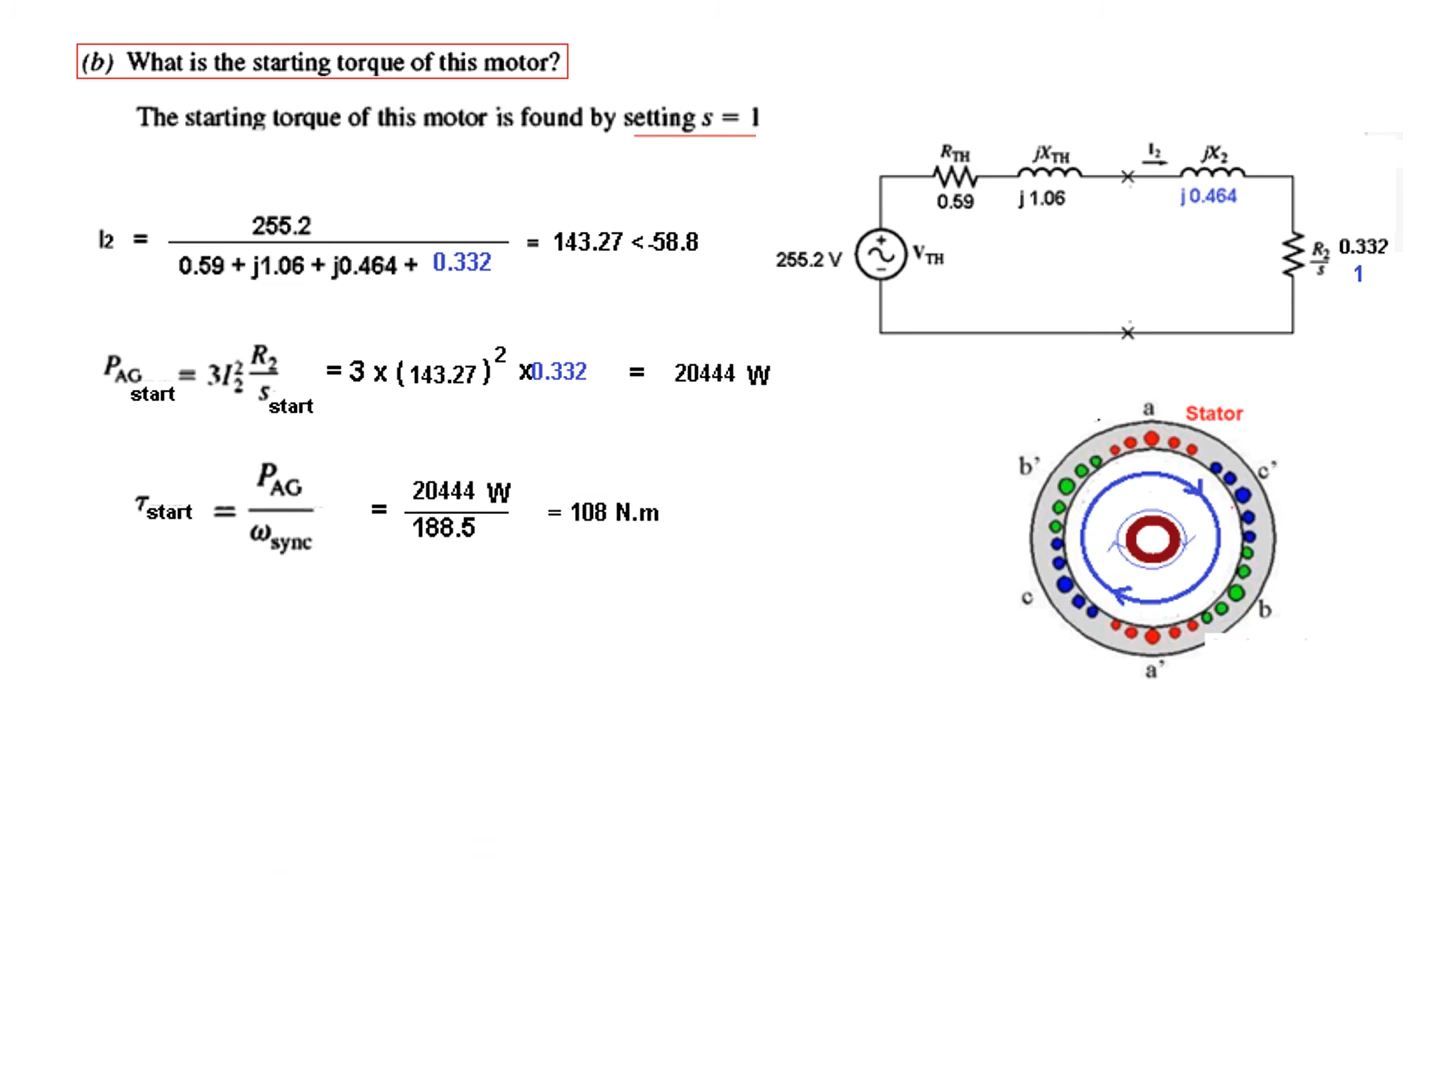 (b) What is the starting torque of this motor?
The starting torque of this motor is found by setting s = 1
I2 = 255.2 / 0.59 + j1.06 + j0.464 + 0.332 = 143.27 <-58.8
PAG start = 3I₂² R₂/s start = 3 x (143.27)² x0.332 = 20444 W
τstart = PAG / ωsync = 20444 W / 188.5 = 108 N.m
RTH jXTH I₂ jX₂
0.59 j1.06 j0.464
255.2 V VTH R₂/s 0.332
1
a Stator
b' c'
c b
a'